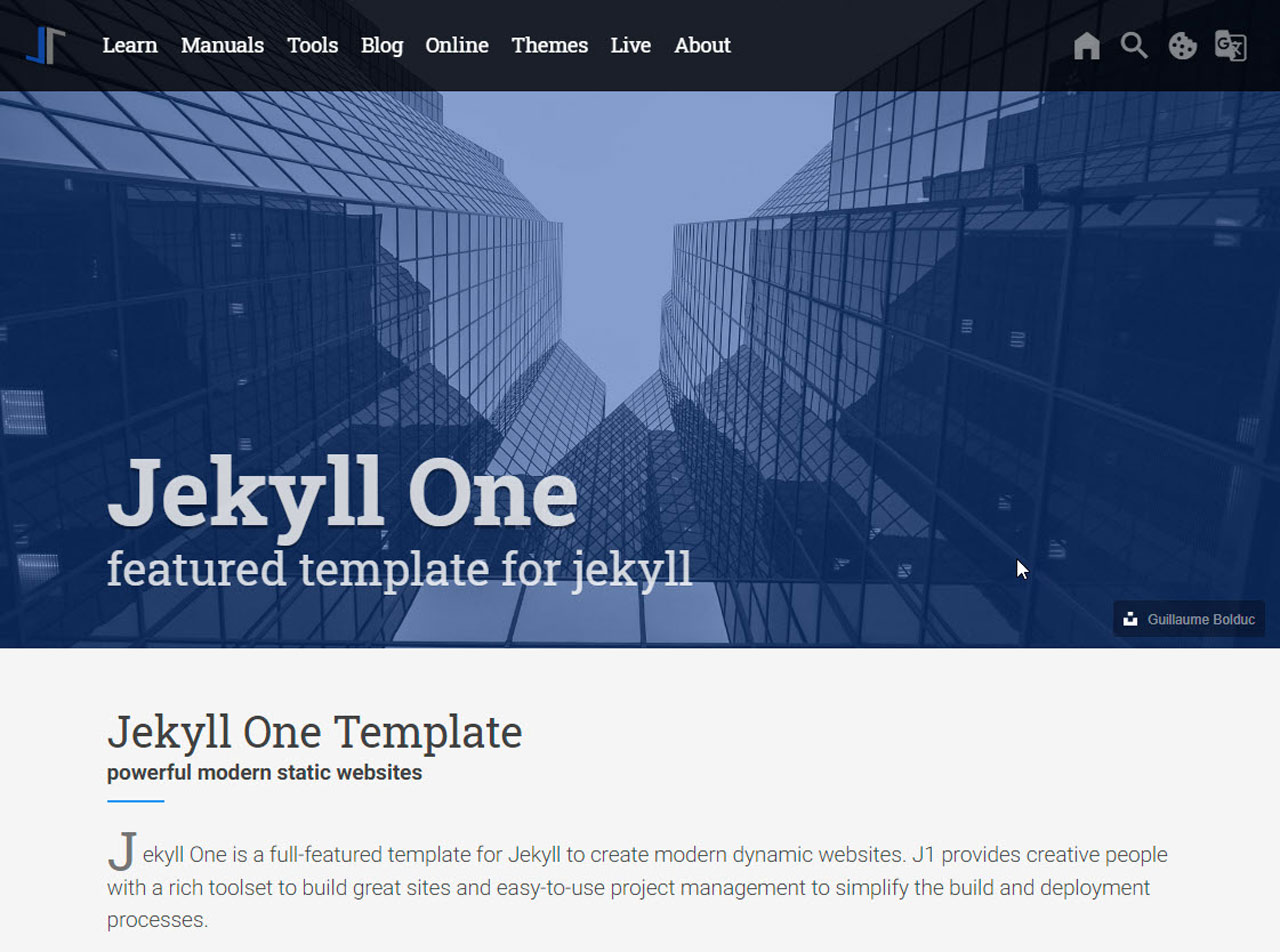 Learn Manuals Tools Blog Online Themes Live About
Jekyll One
featured template for jekyll
Guillaume Bolduc
Jekyll One Template
powerful modern static websites
Jekyll One is a full-featured template for Jekyll to create modern dynamic websites. J1 provides creative people
with a rich toolset to build great sites and easy-to-use project management to simplify the build and deployment
processes.